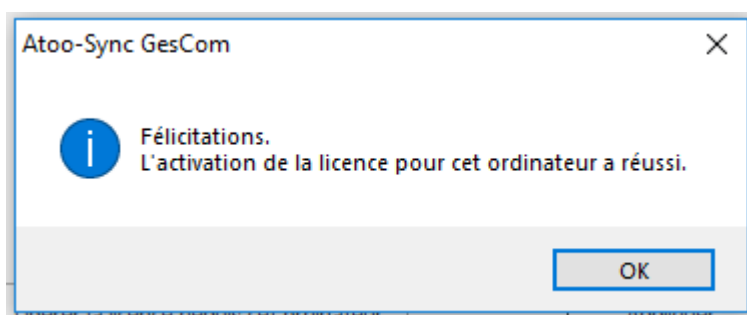 Atoo-Sync GesCom
Félicitations.
L'activation de la licence pour cet ordinateur a réussi.
OK